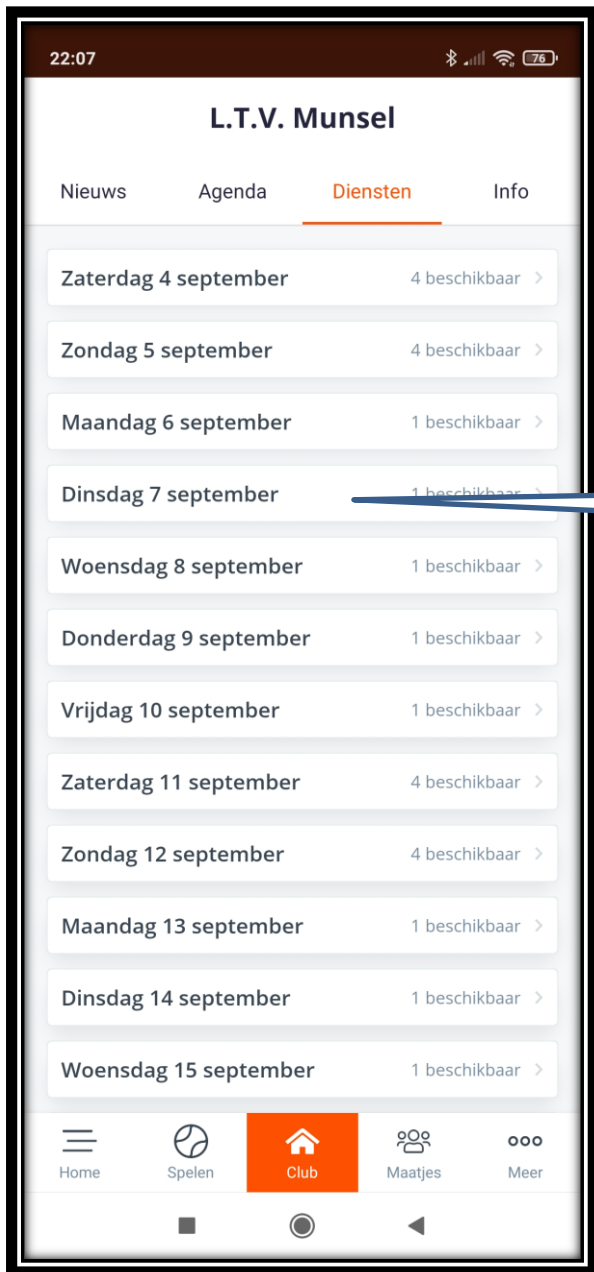 22:07 76
L.T.V. Munsel
Nieuws Agenda Diensten Info
Zaterdag 4 september 4 beschikbaar
Zondag 5 september 4 beschikbaar
Maandag 6 september 1 beschikbaar
Dinsdag 7 september 1 beschikbaar
Woensdag 8 september 1 beschikbaar
Donderdag 9 september 1 beschikbaar
Vrijdag 10 september 1 beschikbaar
Zaterdag 11 september 4 beschikbaar
Zondag 12 september 4 beschikbaar
Maandag 13 september 1 beschikbaar
Dinsdag 14 september 1 beschikbaar
Woensdag 15 september 1 beschikbaar
Home Spelen Club Maatjes Meer